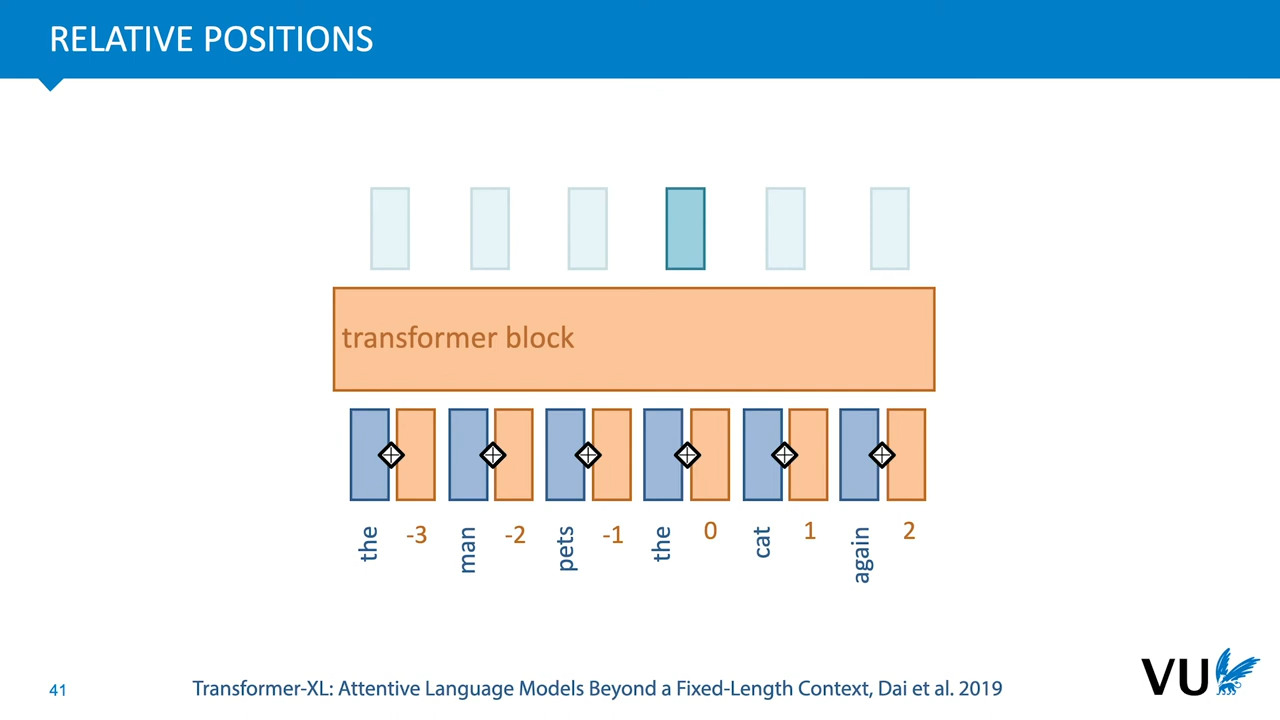 RELATIVE POSITIONS
transformer block
the -3 man -2 pets -1 the 0 cat 1 again 2
41
Transformer-XL: Attentive Language Models Beyond a Fixed-Length Context, Dai et al. 2019
VU